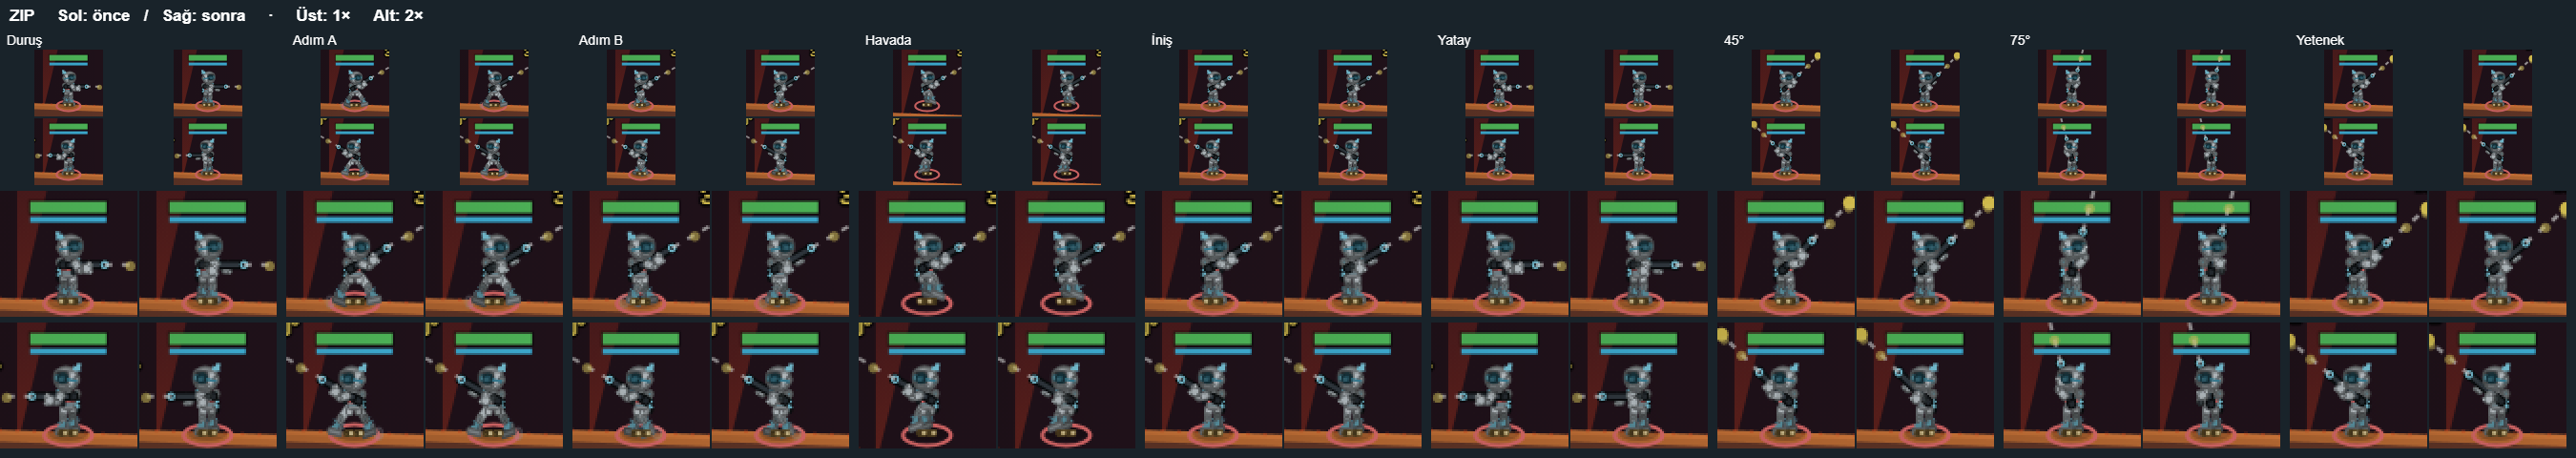 ZIP Sol: önce / Sağ: sonra · Üst: 1× Alt: 2×
Duruş Adım A Adım B Havada İniş Yatay 45° 75° Yetenek